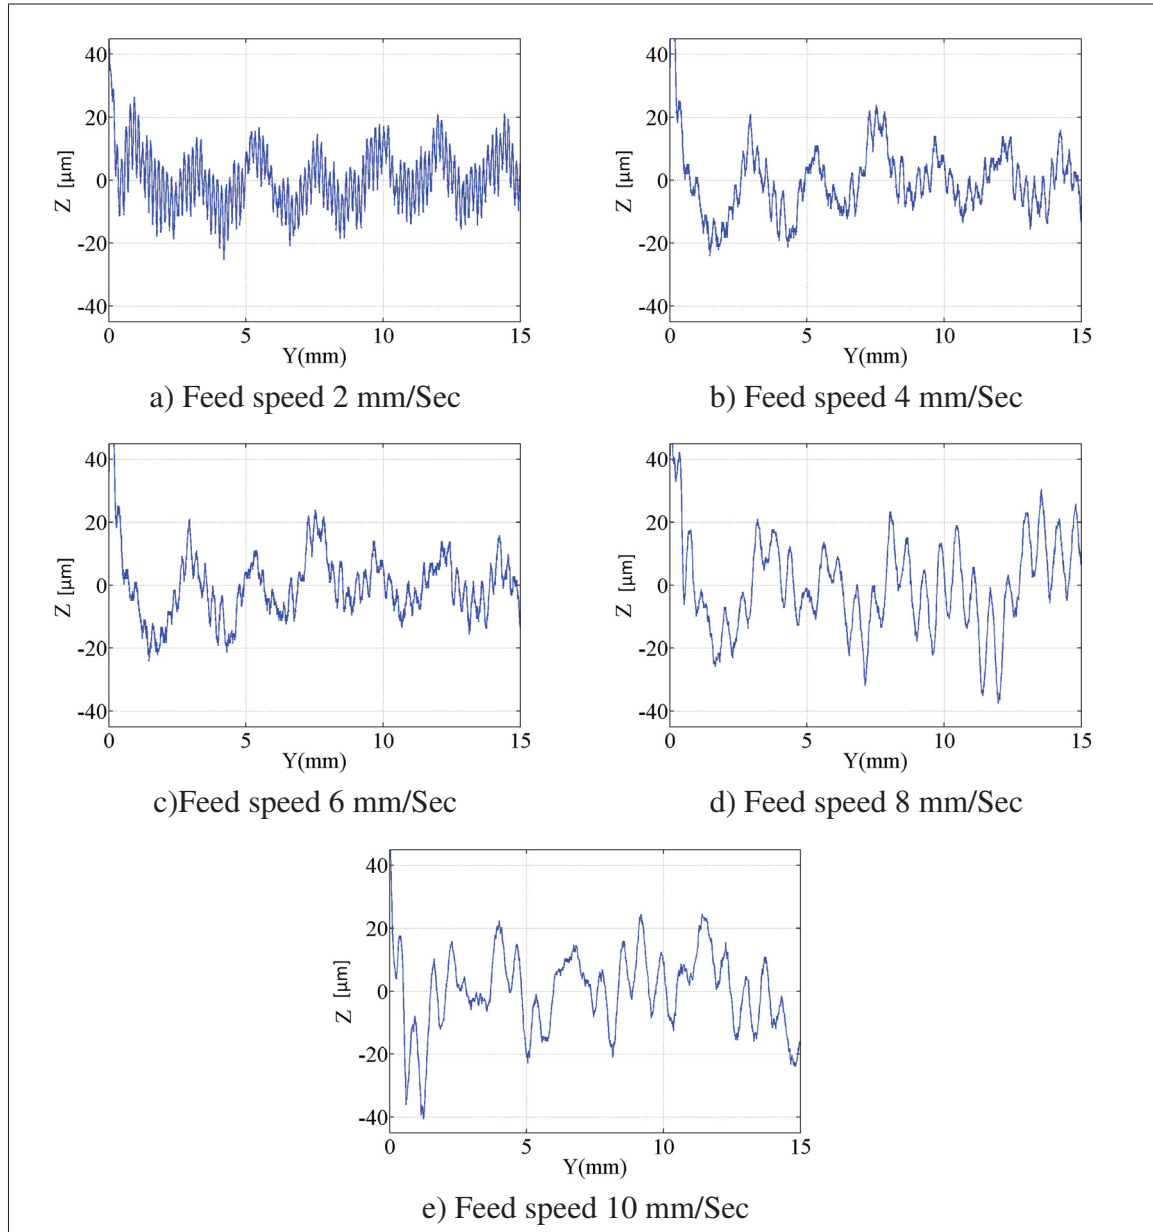 40
20
0
-20
-40
Z [µm]
0 5 10 15
Y(mm)
a) Feed speed 2 mm/Sec
40
20
0
-20
-40
Z [µm]
0 5 10 15
Y(mm)
b) Feed speed 4 mm/Sec
40
20
0
-20
-40
Z [µm]
0 5 10 15
Y(mm)
c)Feed speed 6 mm/Sec
40
20
0
-20
-40
Z [µm]
0 5 10 15
Y(mm)
d) Feed speed 8 mm/Sec
40
20
0
-20
-40
Z [µm]
0 5 10 15
Y(mm)
e) Feed speed 10 mm/Sec